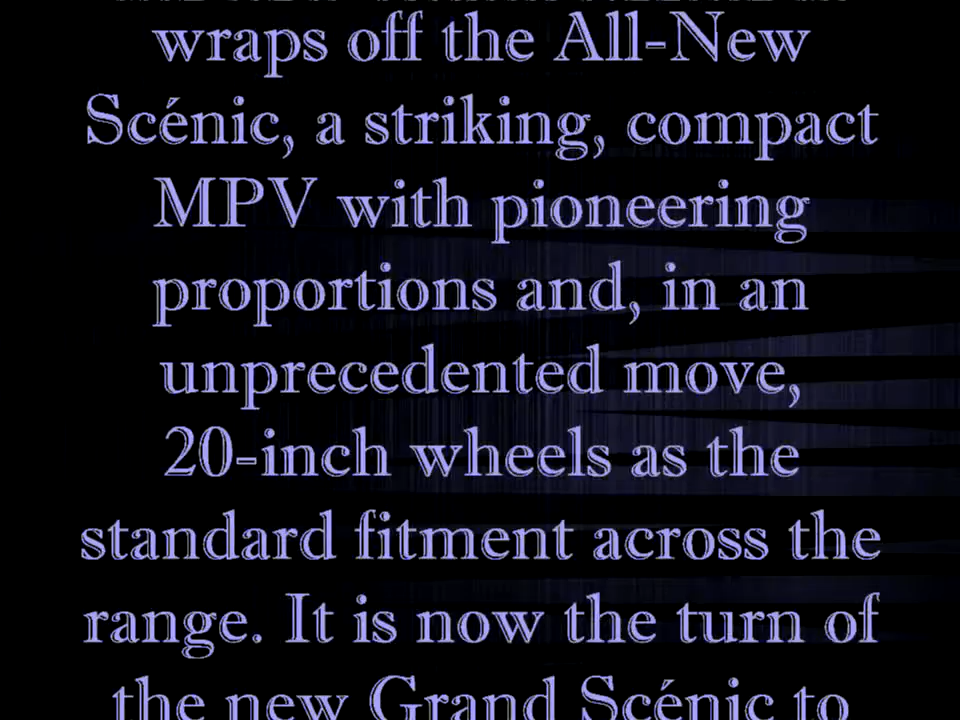 wraps off the All-New
Scénic, a striking, compact
MPV with pioneering
proportions and, in an
unprecedented move,
20-inch wheels as the
standard fitment across the
range. It is now the turn of
the new Grand Scénic to